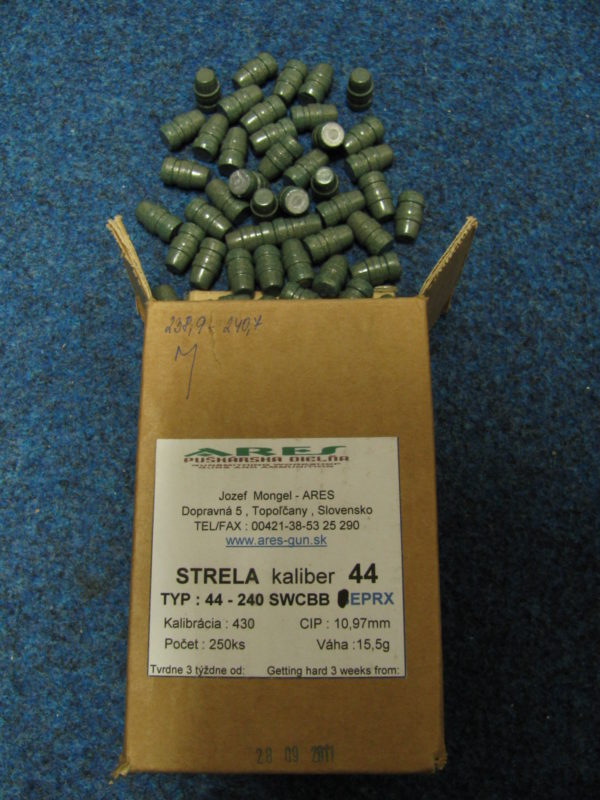 238,9 - 240,7
M
ARES
PUSKÁRSKA DIELŇA
Jozef Mongel - ARES
Dopravná 5 , Topoľčany , Slovensko
TEL/FAX : 00421-38-53 25 290
www.ares-gun.sk
STRELA kaliber 44
TYP : 44 - 240 SWCBB EPRX
Kalibrácia : 430 CIP : 10,97mm
Počet : 250ks Váha :15,5g
Tvrdne 3 týždne od: Getting hard 3 weeks from:
28 09 2011